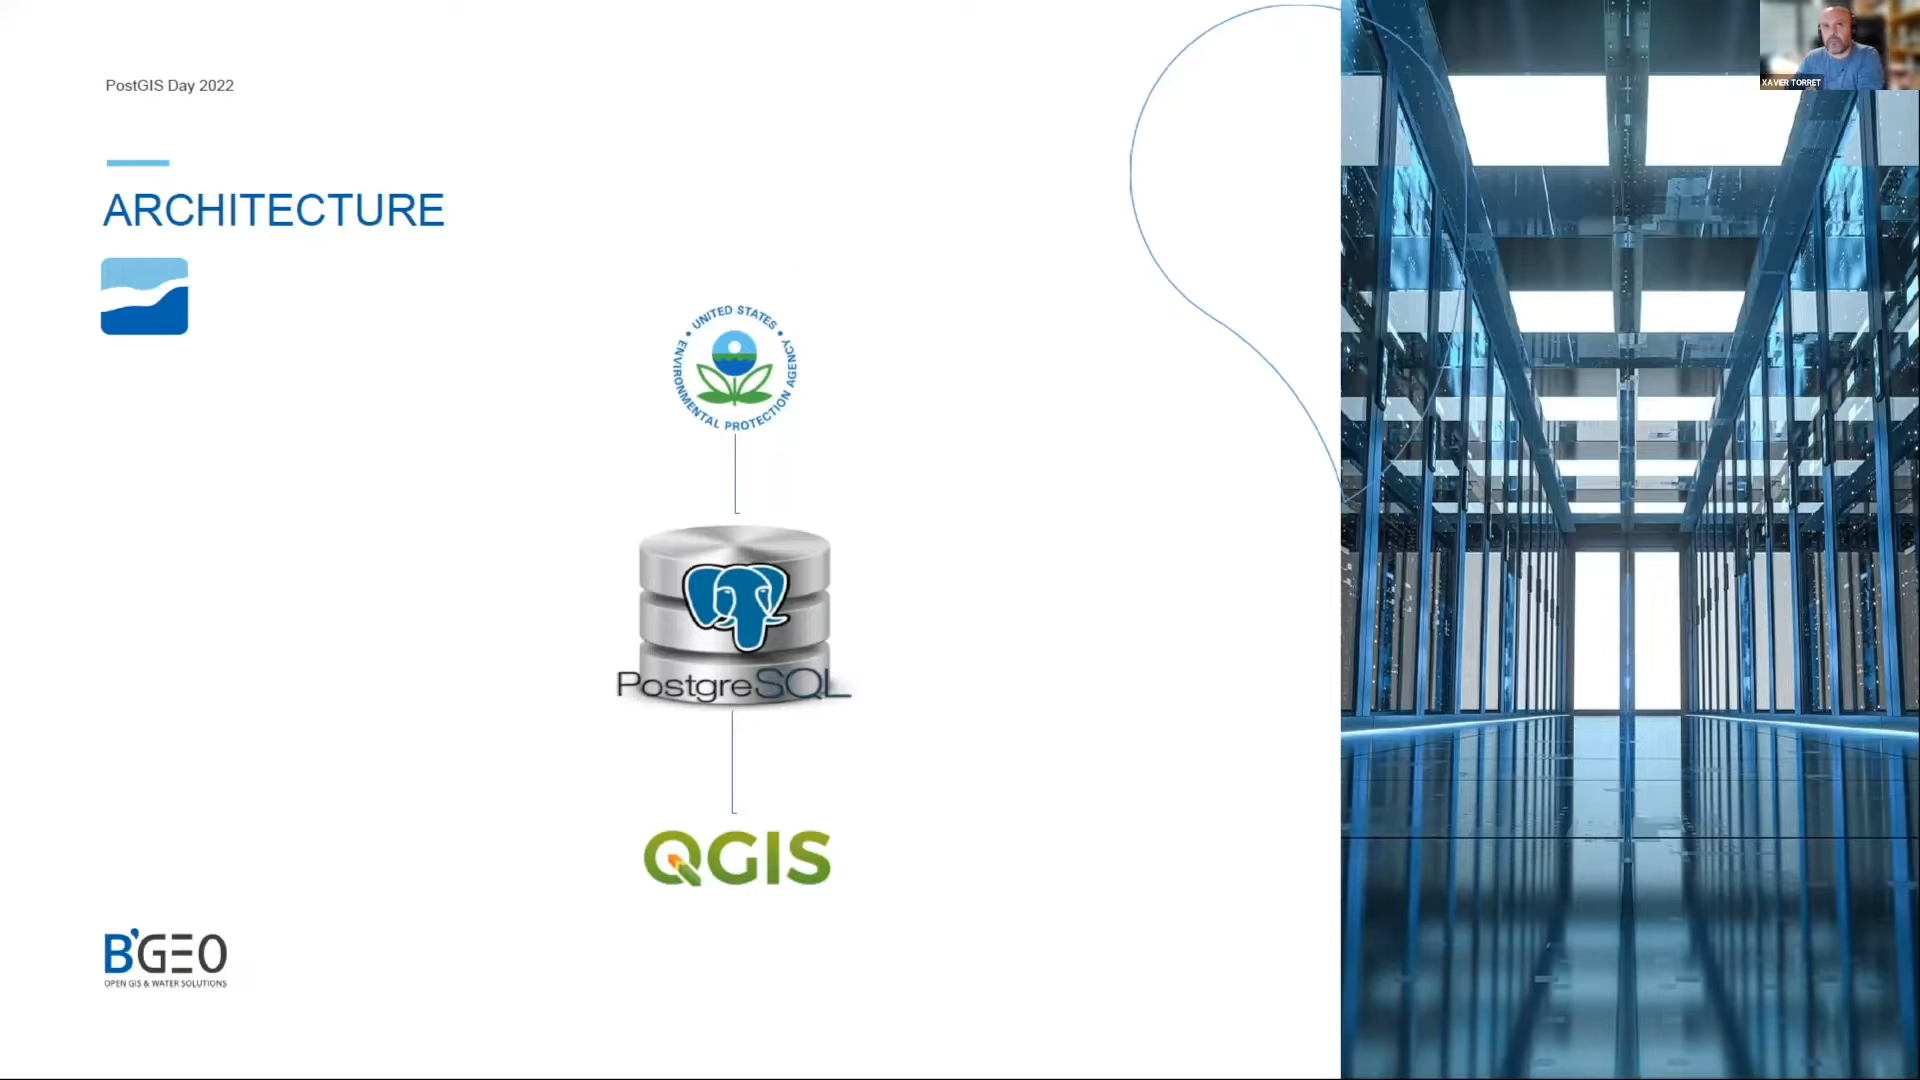 PostGIS Day 2022
XAVIER TORRET
ARCHITECTURE
UNITED STATES
ENVIRONMENTAL PROTECTION AGENCY
PostgreSQL
QGIS
B'GEO
OPEN GIS & WATER SOLUTIONS